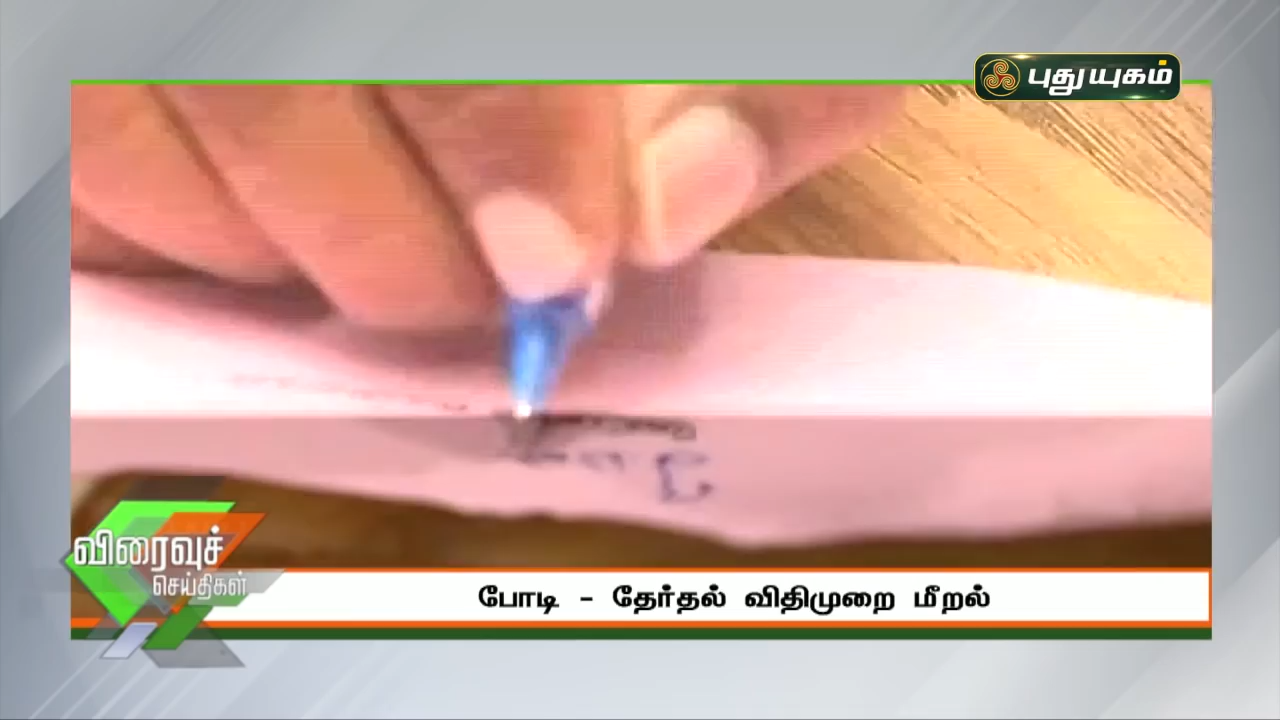 புதுயுகம்
விரைவுச்
செய்திகள்
போடி - தேர்தல் விதிமுறை மீறல்